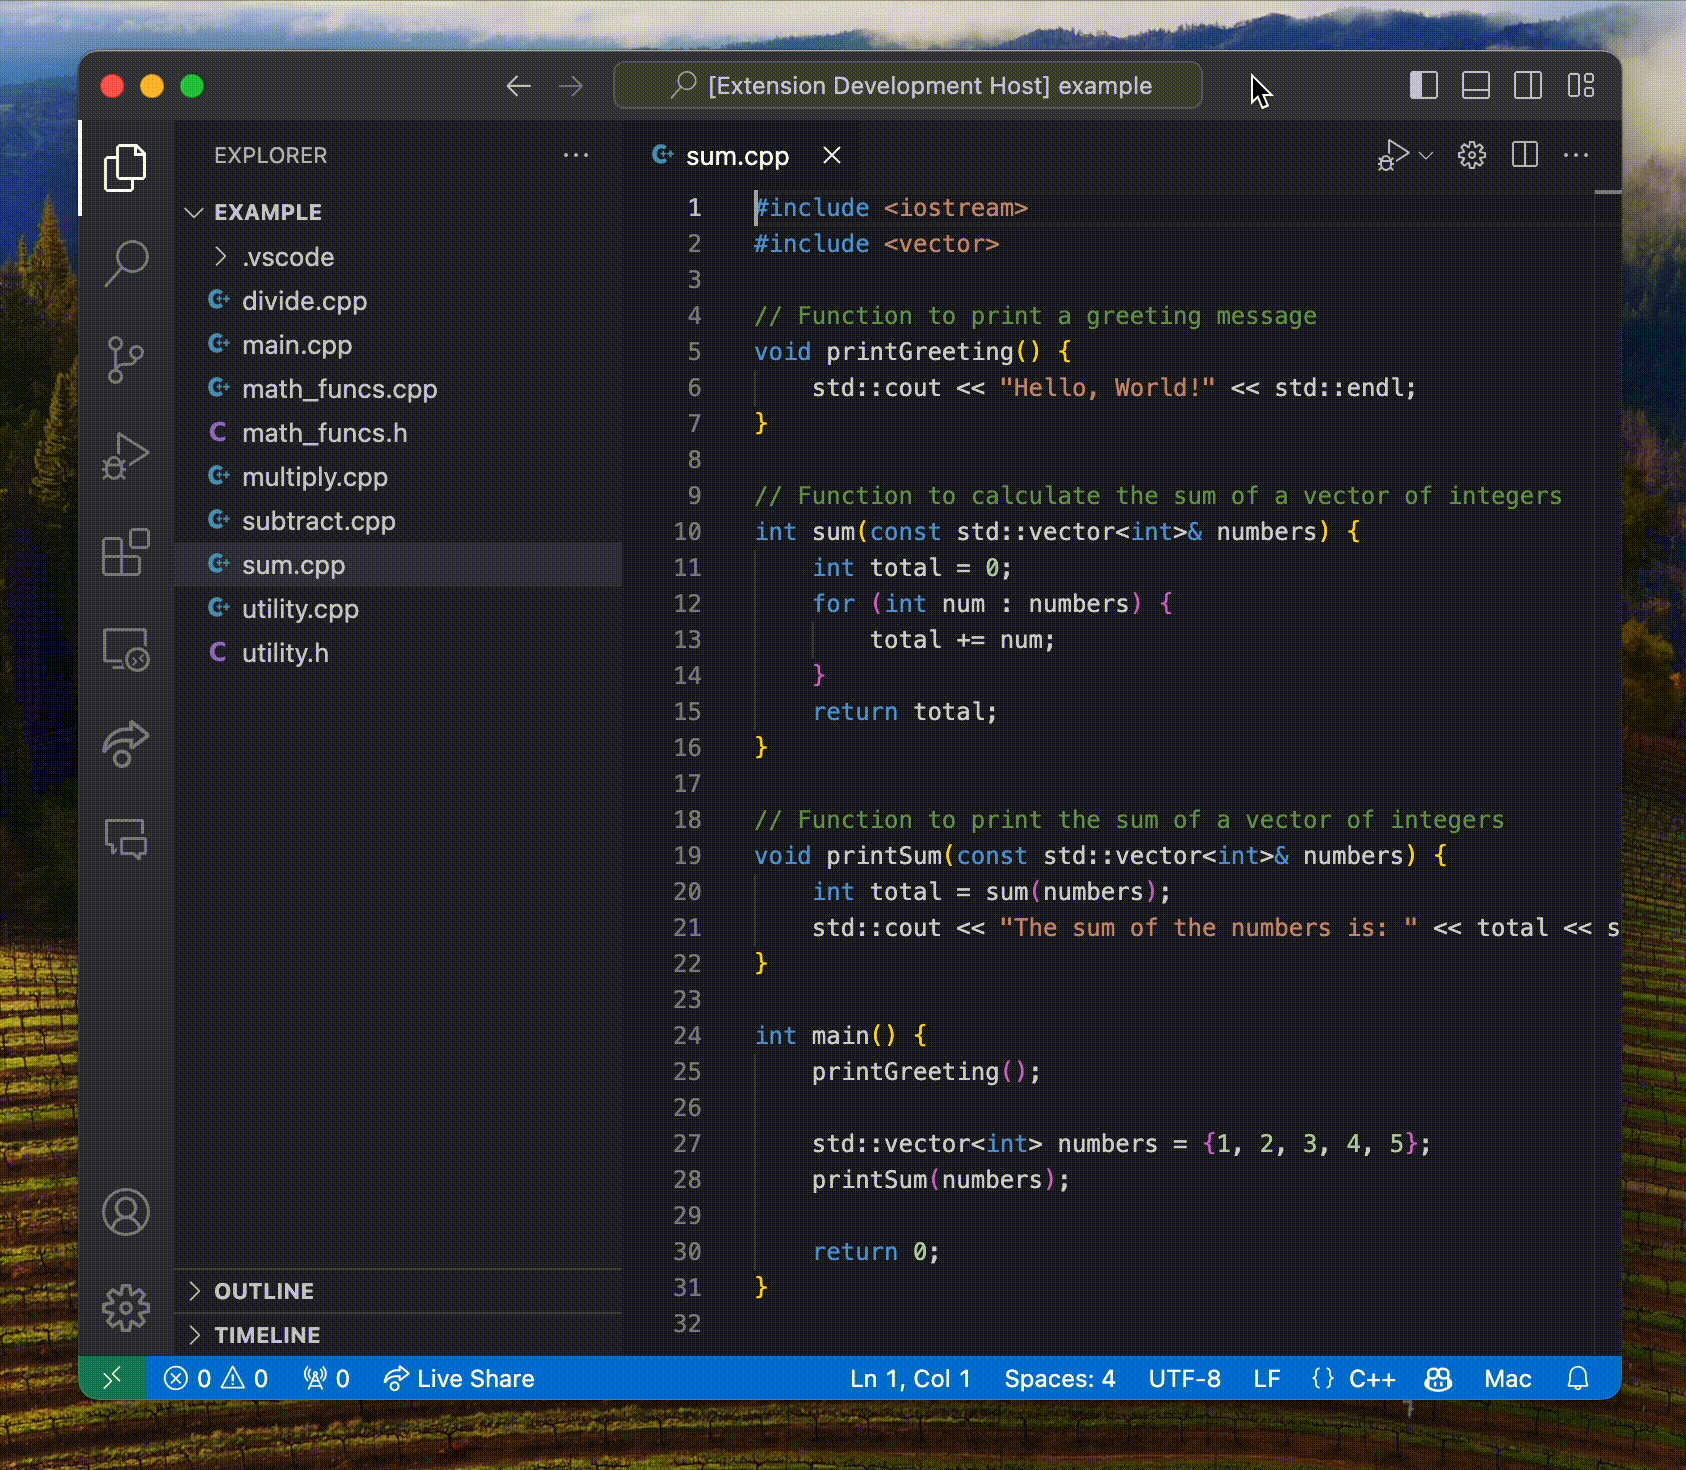 [Extension Development Host] example
EXPLORER
EXAMPLE
.vscode
divide.cpp
main.cpp
math_funcs.cpp
math_funcs.h
multiply.cpp
subtract.cpp
sum.cpp
utility.cpp
utility.h
OUTLINE
TIMELINE
sum.cpp
1 #include <iostream>
2 #include <vector>
3
4 // Function to print a greeting message
5 void printGreeting() {
6     std::cout << "Hello, World!" << std::endl;
7 }
8
9 // Function to calculate the sum of a vector of integers
10 int sum(const std::vector<int>& numbers) {
11     int total = 0;
12     for (int num : numbers) {
13         total += num;
14     }
15     return total;
16 }
17
18 // Function to print the sum of a vector of integers
19 void printSum(const std::vector<int>& numbers) {
20     int total = sum(numbers);
21     std::cout << "The sum of the numbers is: " << total << s
22 }
23
24 int main() {
25     printGreeting();
26
27     std::vector<int> numbers = {1, 2, 3, 4, 5};
28     printSum(numbers);
29
30     return 0;
31 }
32
0 0 0 Live Share Ln 1, Col 1 Spaces: 4 UTF-8 LF {} C++ Mac